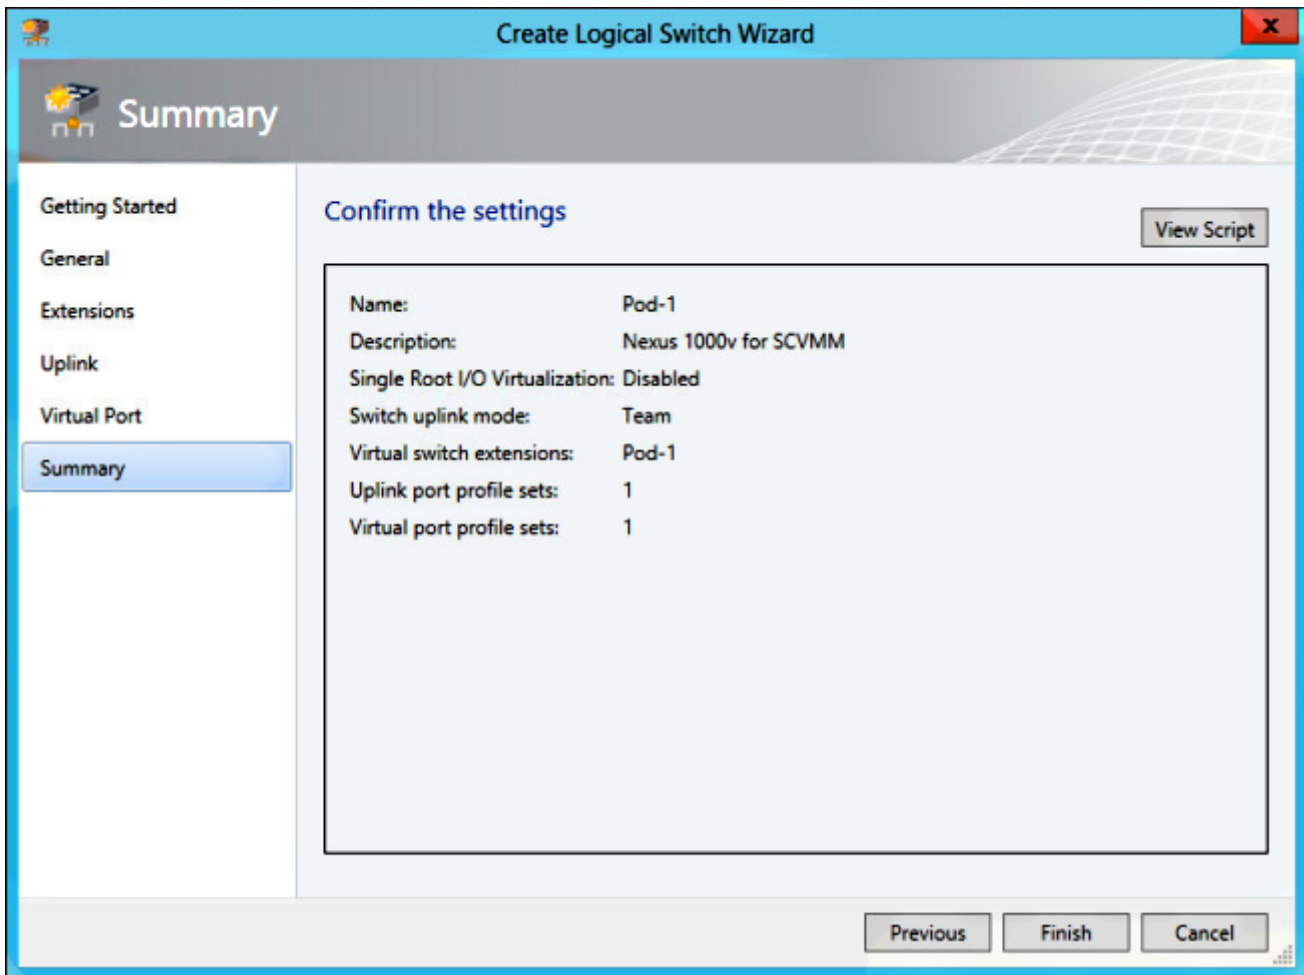 Create Logical Switch Wizard
X
Summary
Getting Started
General
Extensions
Uplink
Virtual Port
Summary
Confirm the settings
View Script
Name: Pod-1
Description: Nexus 1000v for SCVMM
Single Root I/O Virtualization: Disabled
Switch uplink mode: Team
Virtual switch extensions: Pod-1
Uplink port profile sets: 1
Virtual port profile sets: 1
Previous Finish Cancel